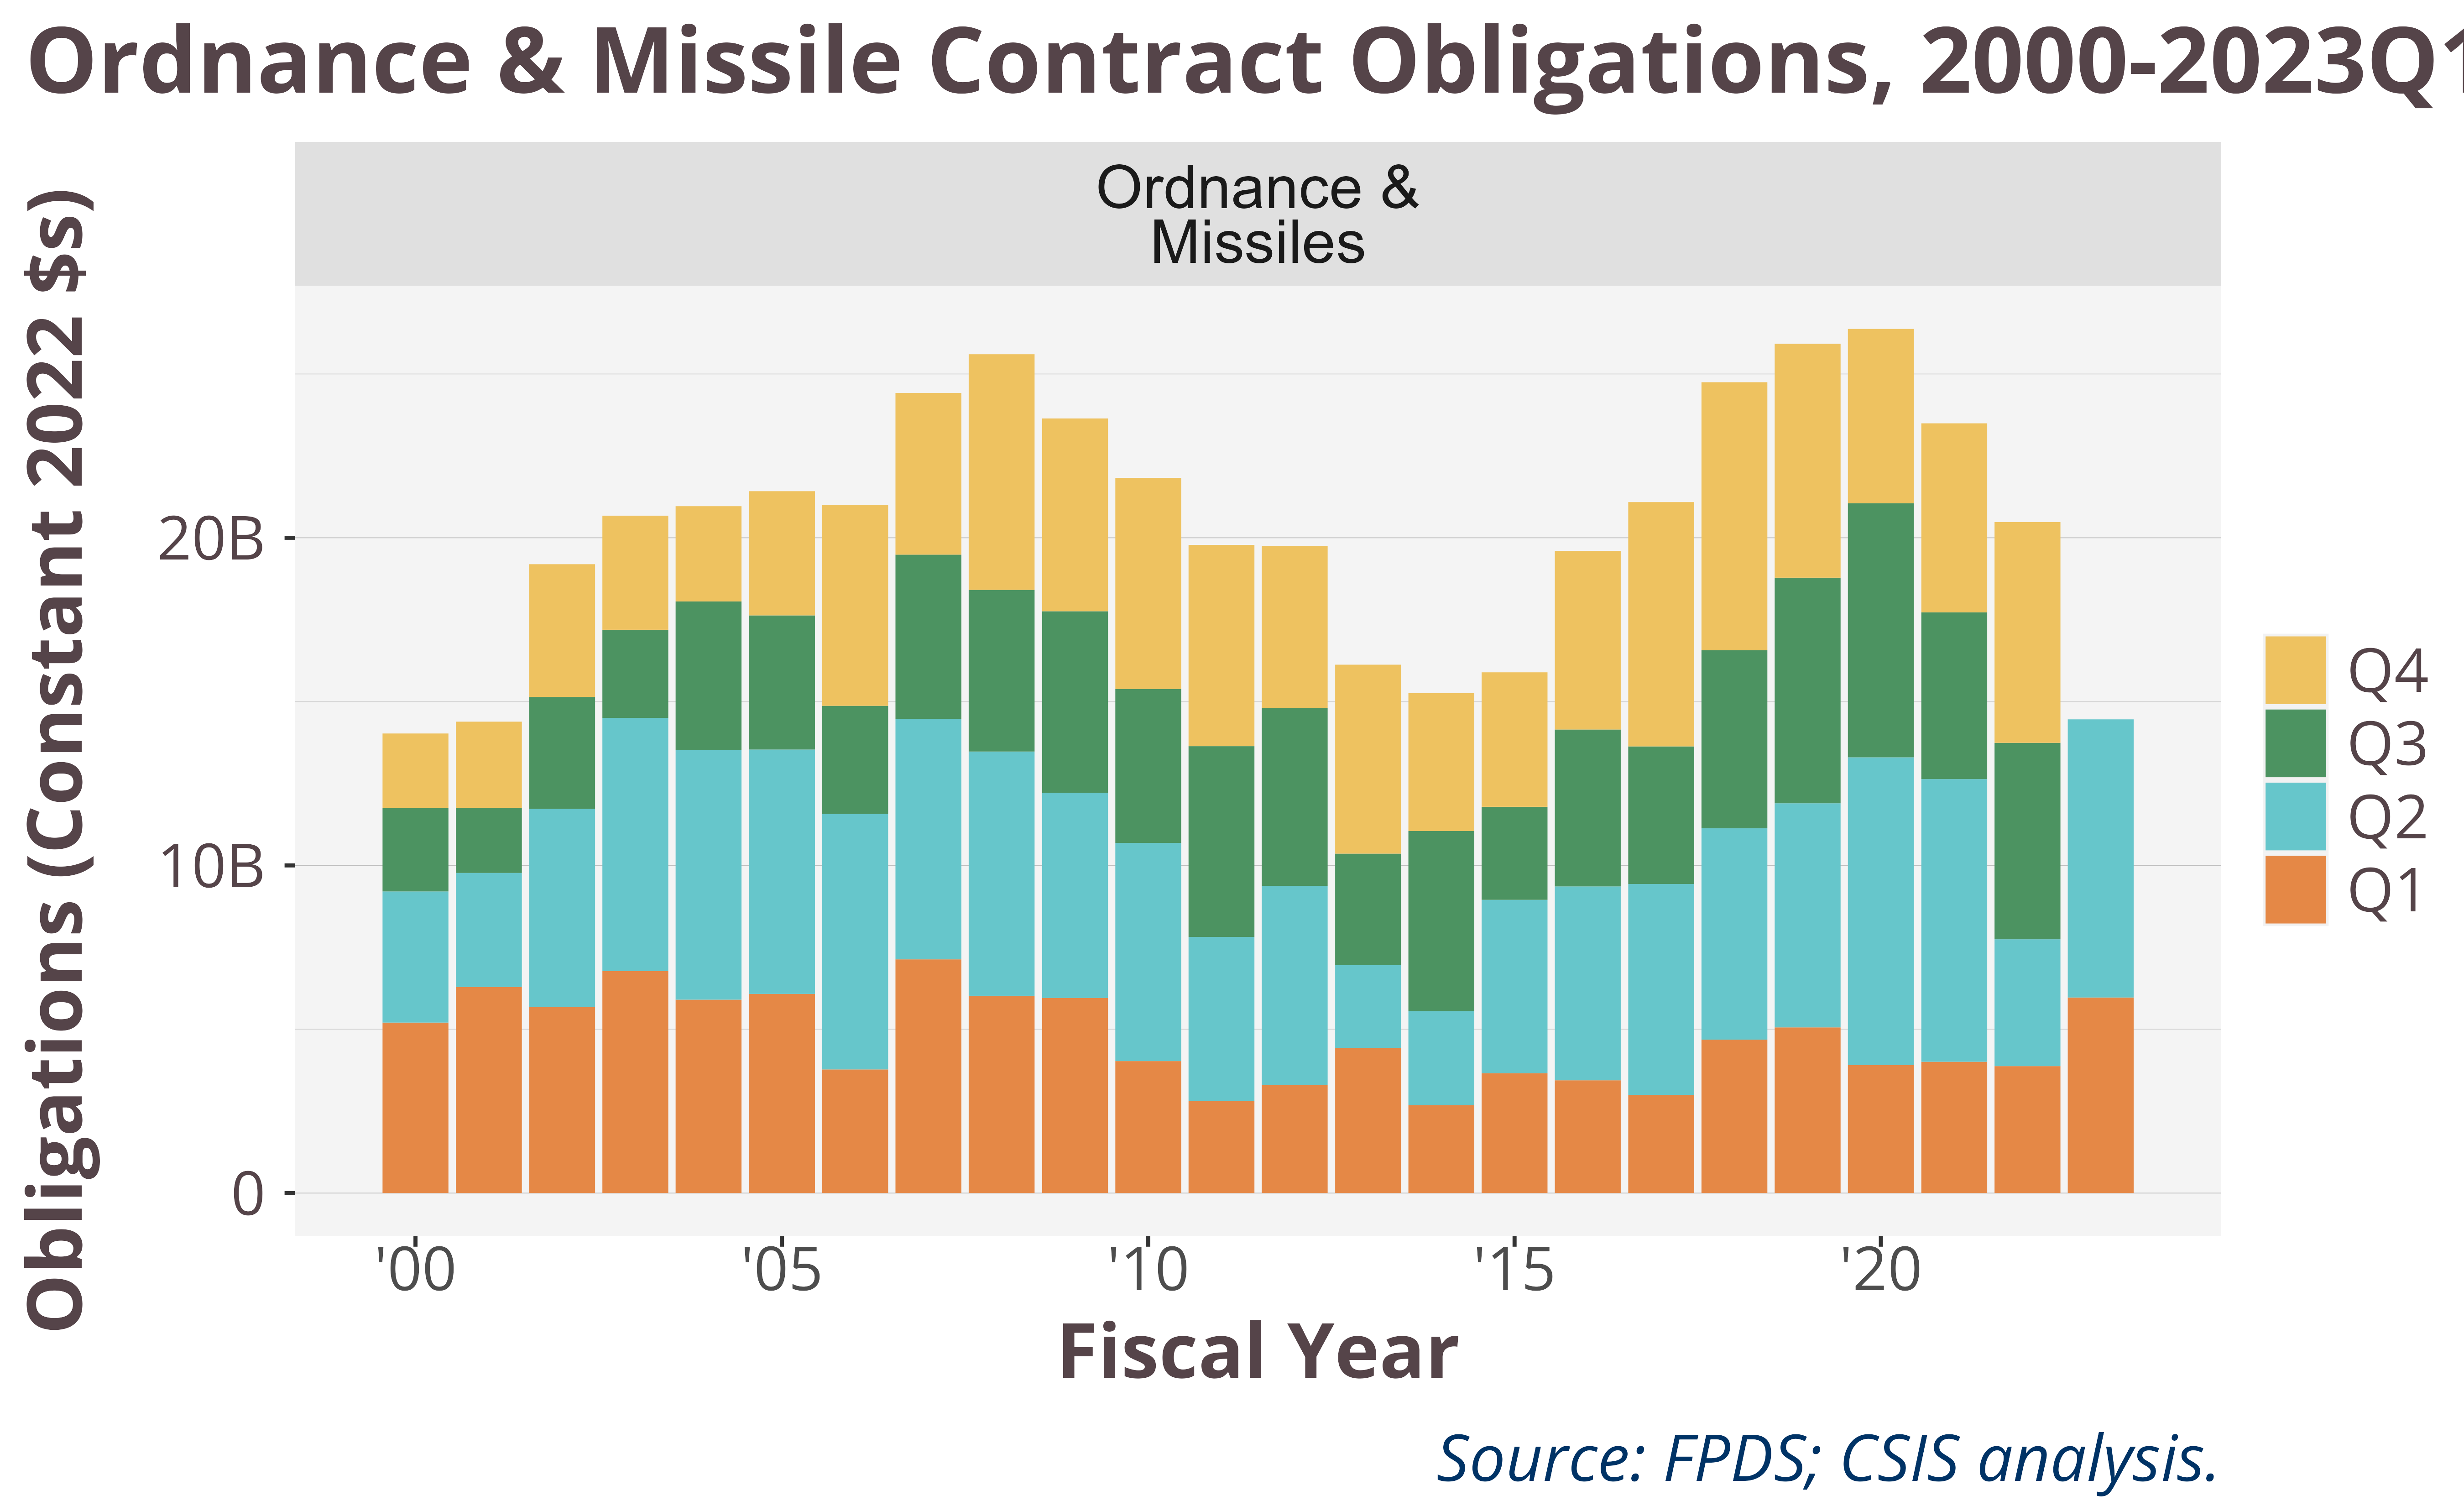 Ordnance & Missile Contract Obligations, 2000-2023Q1
Ordnance &
Missiles
Obligations (Constant 2022 $s)
20B
10B
0
'00
'05
'10
'15
'20
Fiscal Year
Q4
Q3
Q2
Q1
Source: FPDS; CSIS analysis.